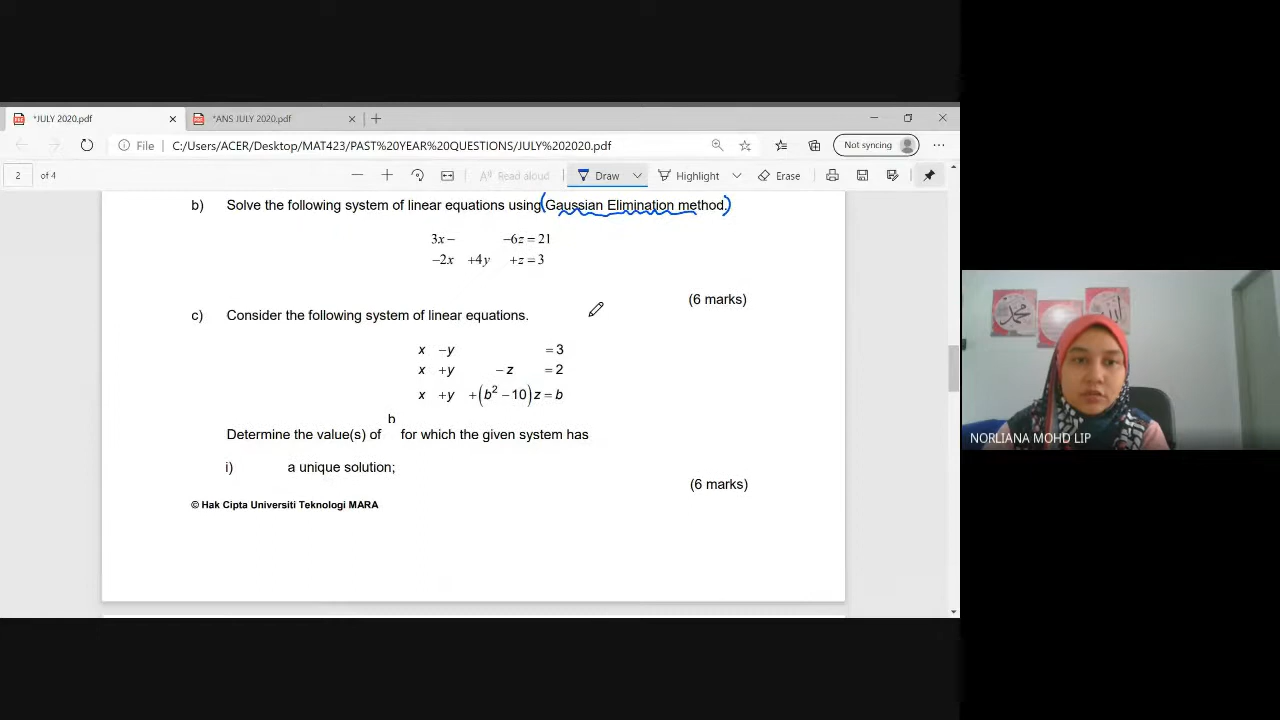 *JULY 2020.pdf
*ANS JULY 2020.pdf
File C:/Users/ACER/Desktop/MAT423/PAST%20YEAR%20QUESTIONS/JULY%202020.pdf
Not syncing
2 of 4
Read aloud
Draw
Highlight
Erase
b) Solve the following system of linear equations using (Gaussian Elimination method.)
3x− −6z = 21
−2x +4y +z = 3
(6 marks)
c) Consider the following system of linear equations.
x −y = 3
x +y −z = 2
x +y +(b² −10)z = b
Determine the value(s) of b for which the given system has
i) a unique solution;
(6 marks)
© Hak Cipta Universiti Teknologi MARA
NORLIANA MOHD LIP